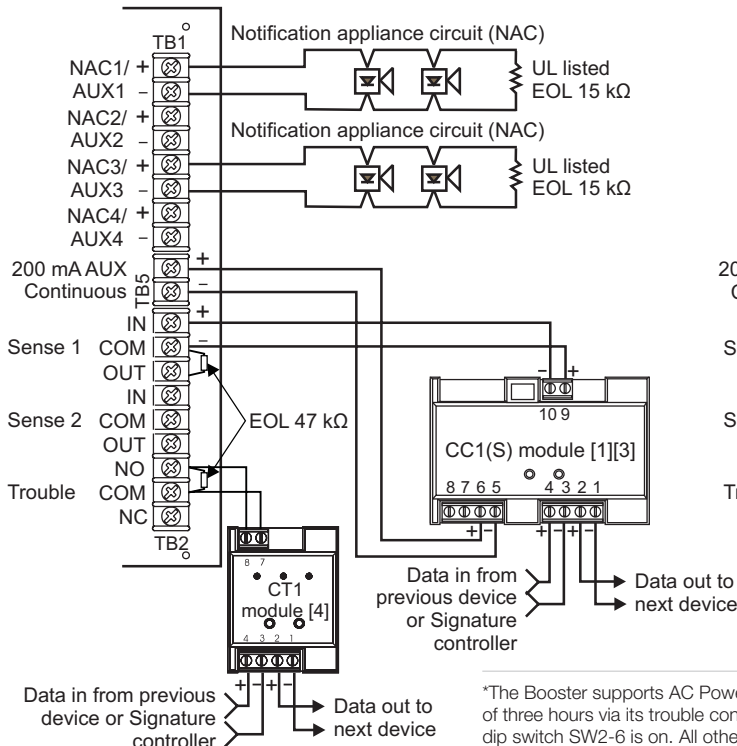 TB1
Notification appliance circuit (NAC)
NAC1/ +
AUX1 –
UL listed
EOL 15 kΩ
NAC2/ +
AUX2 –
Notification appliance circuit (NAC)
NAC3/ +
AUX3 –
UL listed
EOL 15 kΩ
NAC4/ +
AUX4 –
200 mA AUX
Continuous
+
–
TB5
IN
+
Sense 1
COM
–
OUT
IN
Sense 2
COM
OUT
EOL 47 kΩ
NO
Trouble
COM
NC
TB2
– +
10 9
CC1(S) module [1][3]
8 7 6 5 4 3 2 1
+ – + – + –
Data in from
previous device
or Signature
controller
Data out to
next device
8 7
CT1
module [4]
4 3 2 1
+ – + –
Data in from previous
device or Signature
controller
Data out to
next device
*The Booster supports AC Powe
of three hours via its trouble con
dip switch SW2-6 is on. All othe
20
C
S
S
Tr